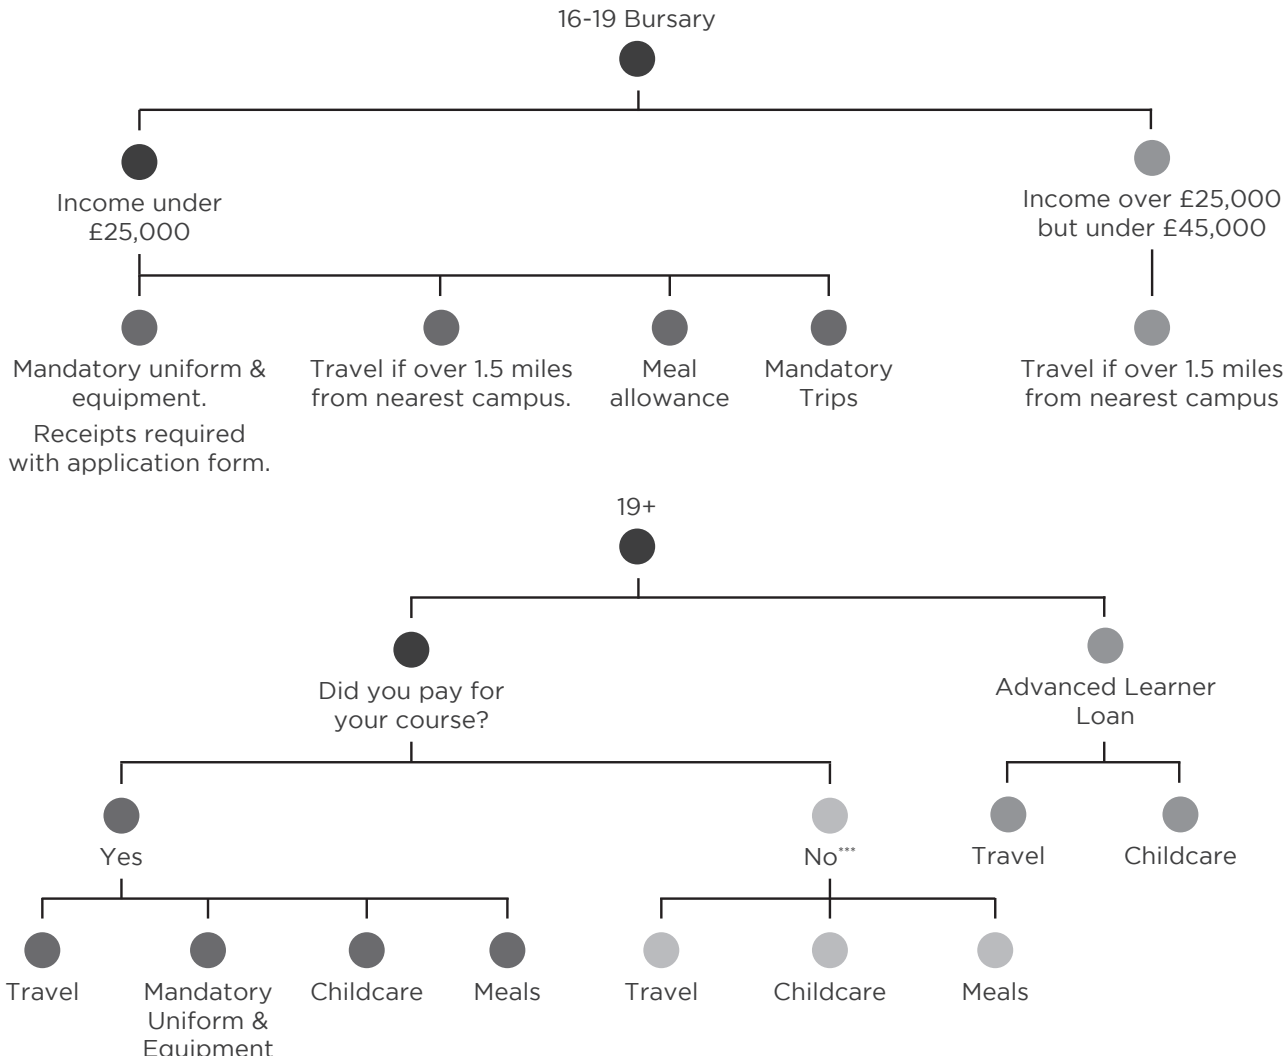 16-19 Bursary
Income under
£25,000
Income over £25,000
but under £45,000
Mandatory uniform &
equipment.
Receipts required
with application form.
Travel if over 1.5 miles
from nearest campus.
Meal
allowance
Mandatory
Trips
Travel if over 1.5 miles
from nearest campus
19+
Did you pay for
your course?
Advanced Learner
Loan
Yes
No***
Travel
Childcare
Travel
Mandatory
Uniform &
Equipment
Childcare
Meals
Travel
Childcare
Meals